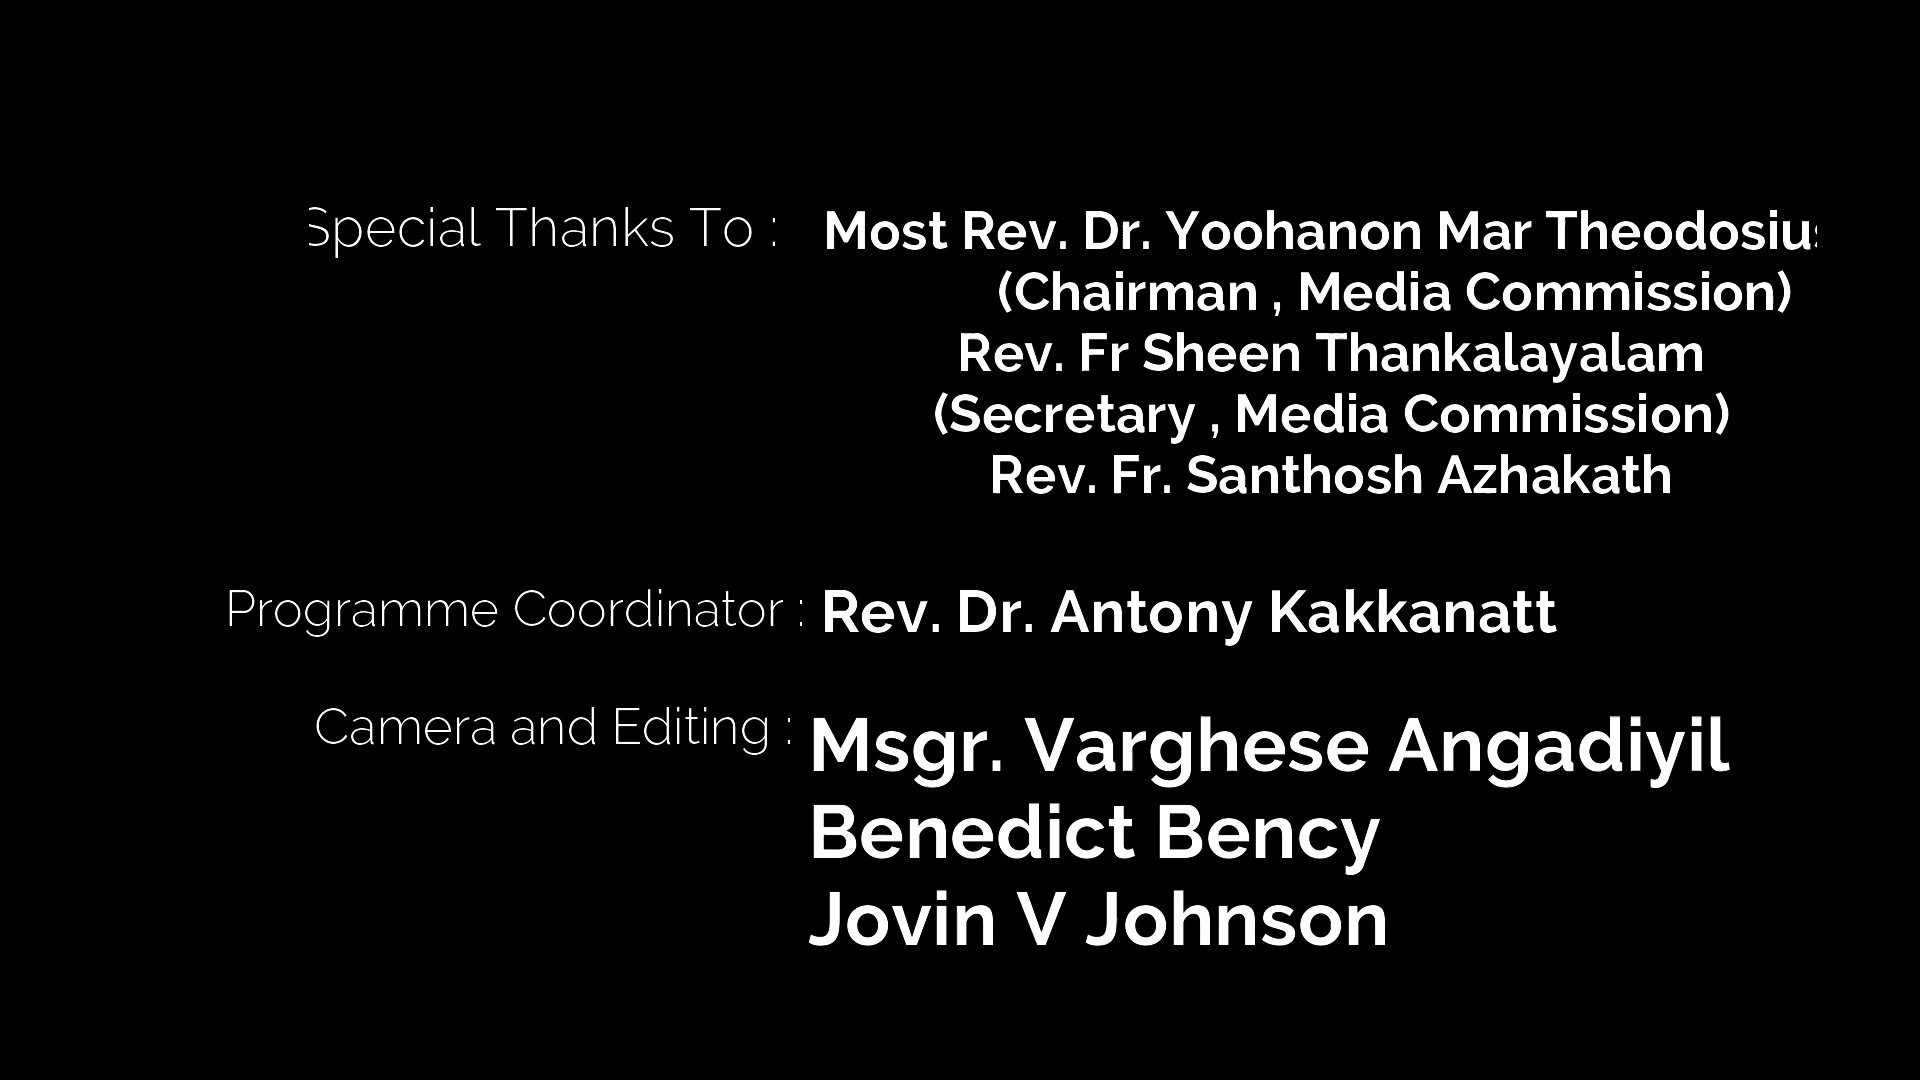 Special Thanks To : Most Rev. Dr. Yoohanon Mar Theodosius
(Chairman , Media Commission)
Rev. Fr Sheen Thankalayalam
(Secretary , Media Commission)
Rev. Fr. Santhosh Azhakath
Programme Coordinator : Rev. Dr. Antony Kakkanatt
Camera and Editing : Msgr. Varghese Angadiyil
Benedict Bency
Jovin V Johnson